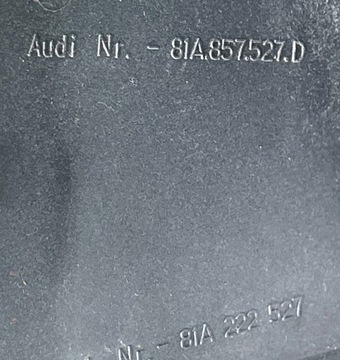 Audi Nr. - 81A.857.527.D
Nr. - 81A 222 527